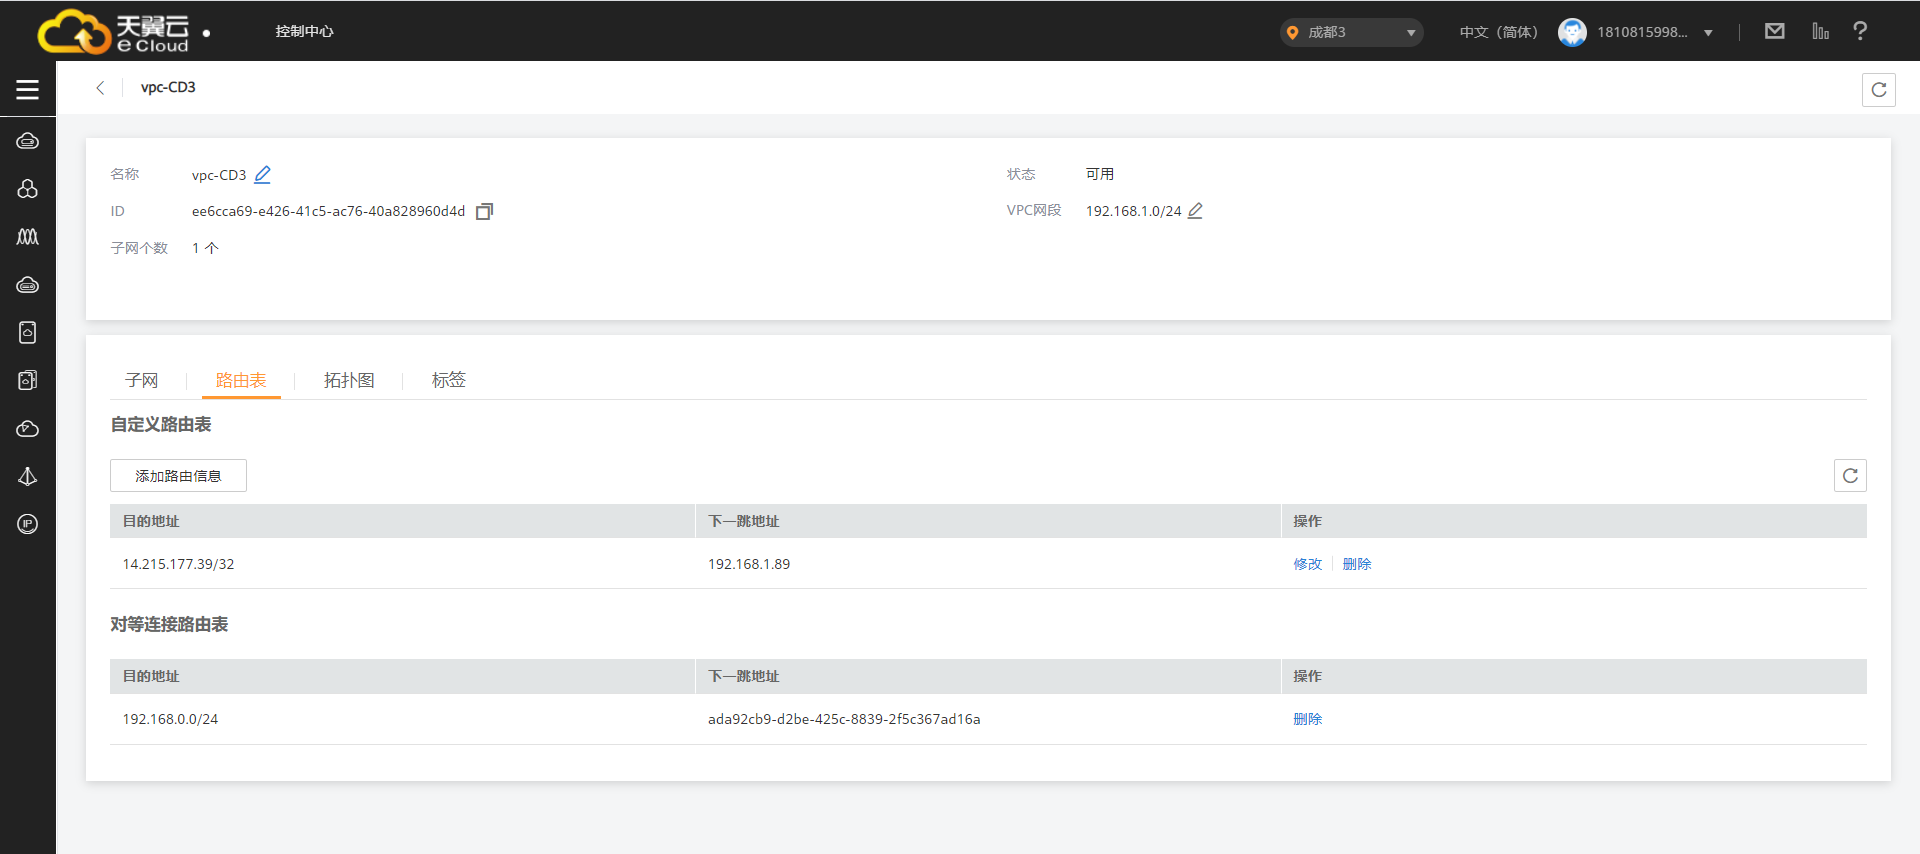 天翼云
e Cloud
控制中心
成都3
中文（简体）
1810815998...
vpc-CD3
名称 vpc-CD3
状态 可用
ID ee6cca69-e426-41c5-ac76-40a828960d4d
VPC网段 192.168.1.0/24
子网个数 1 个
子网 路由表 拓扑图 标签
自定义路由表
添加路由信息
目的地址 下一跳地址 操作
14.215.177.39/32 192.168.1.89 修改 删除
对等连接路由表
目的地址 下一跳地址 操作
192.168.0.0/24 ada92cb9-d2be-425c-8839-2f5c367ad16a 删除
IP